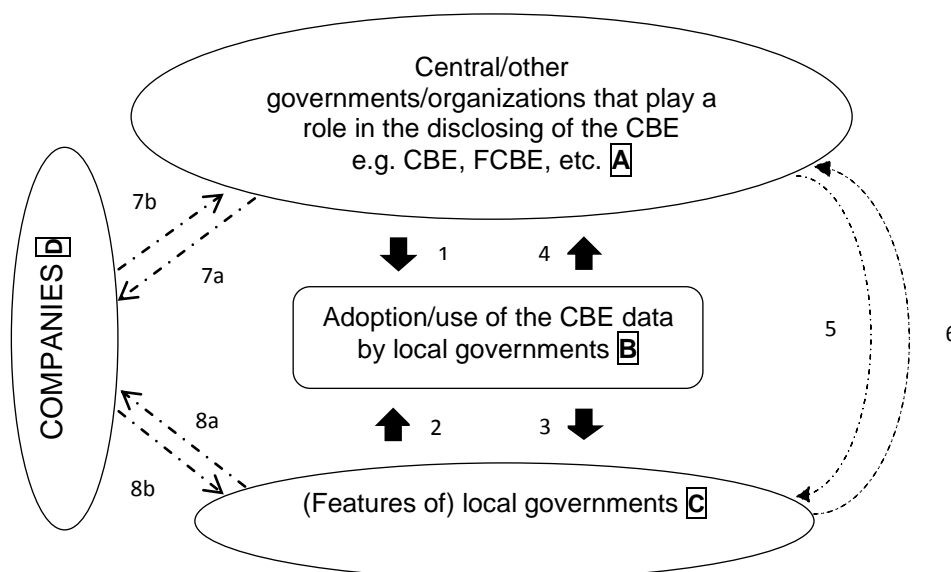 Central/other
governments/organizations that play a
role in the disclosing of the CBE
e.g. CBE, FCBE, etc. A
7b
7a
COMPANIES D
1
4
Adoption/use of the CBE data
by local governments B
5
6
8a
8b
2
3
(Features of) local governments C